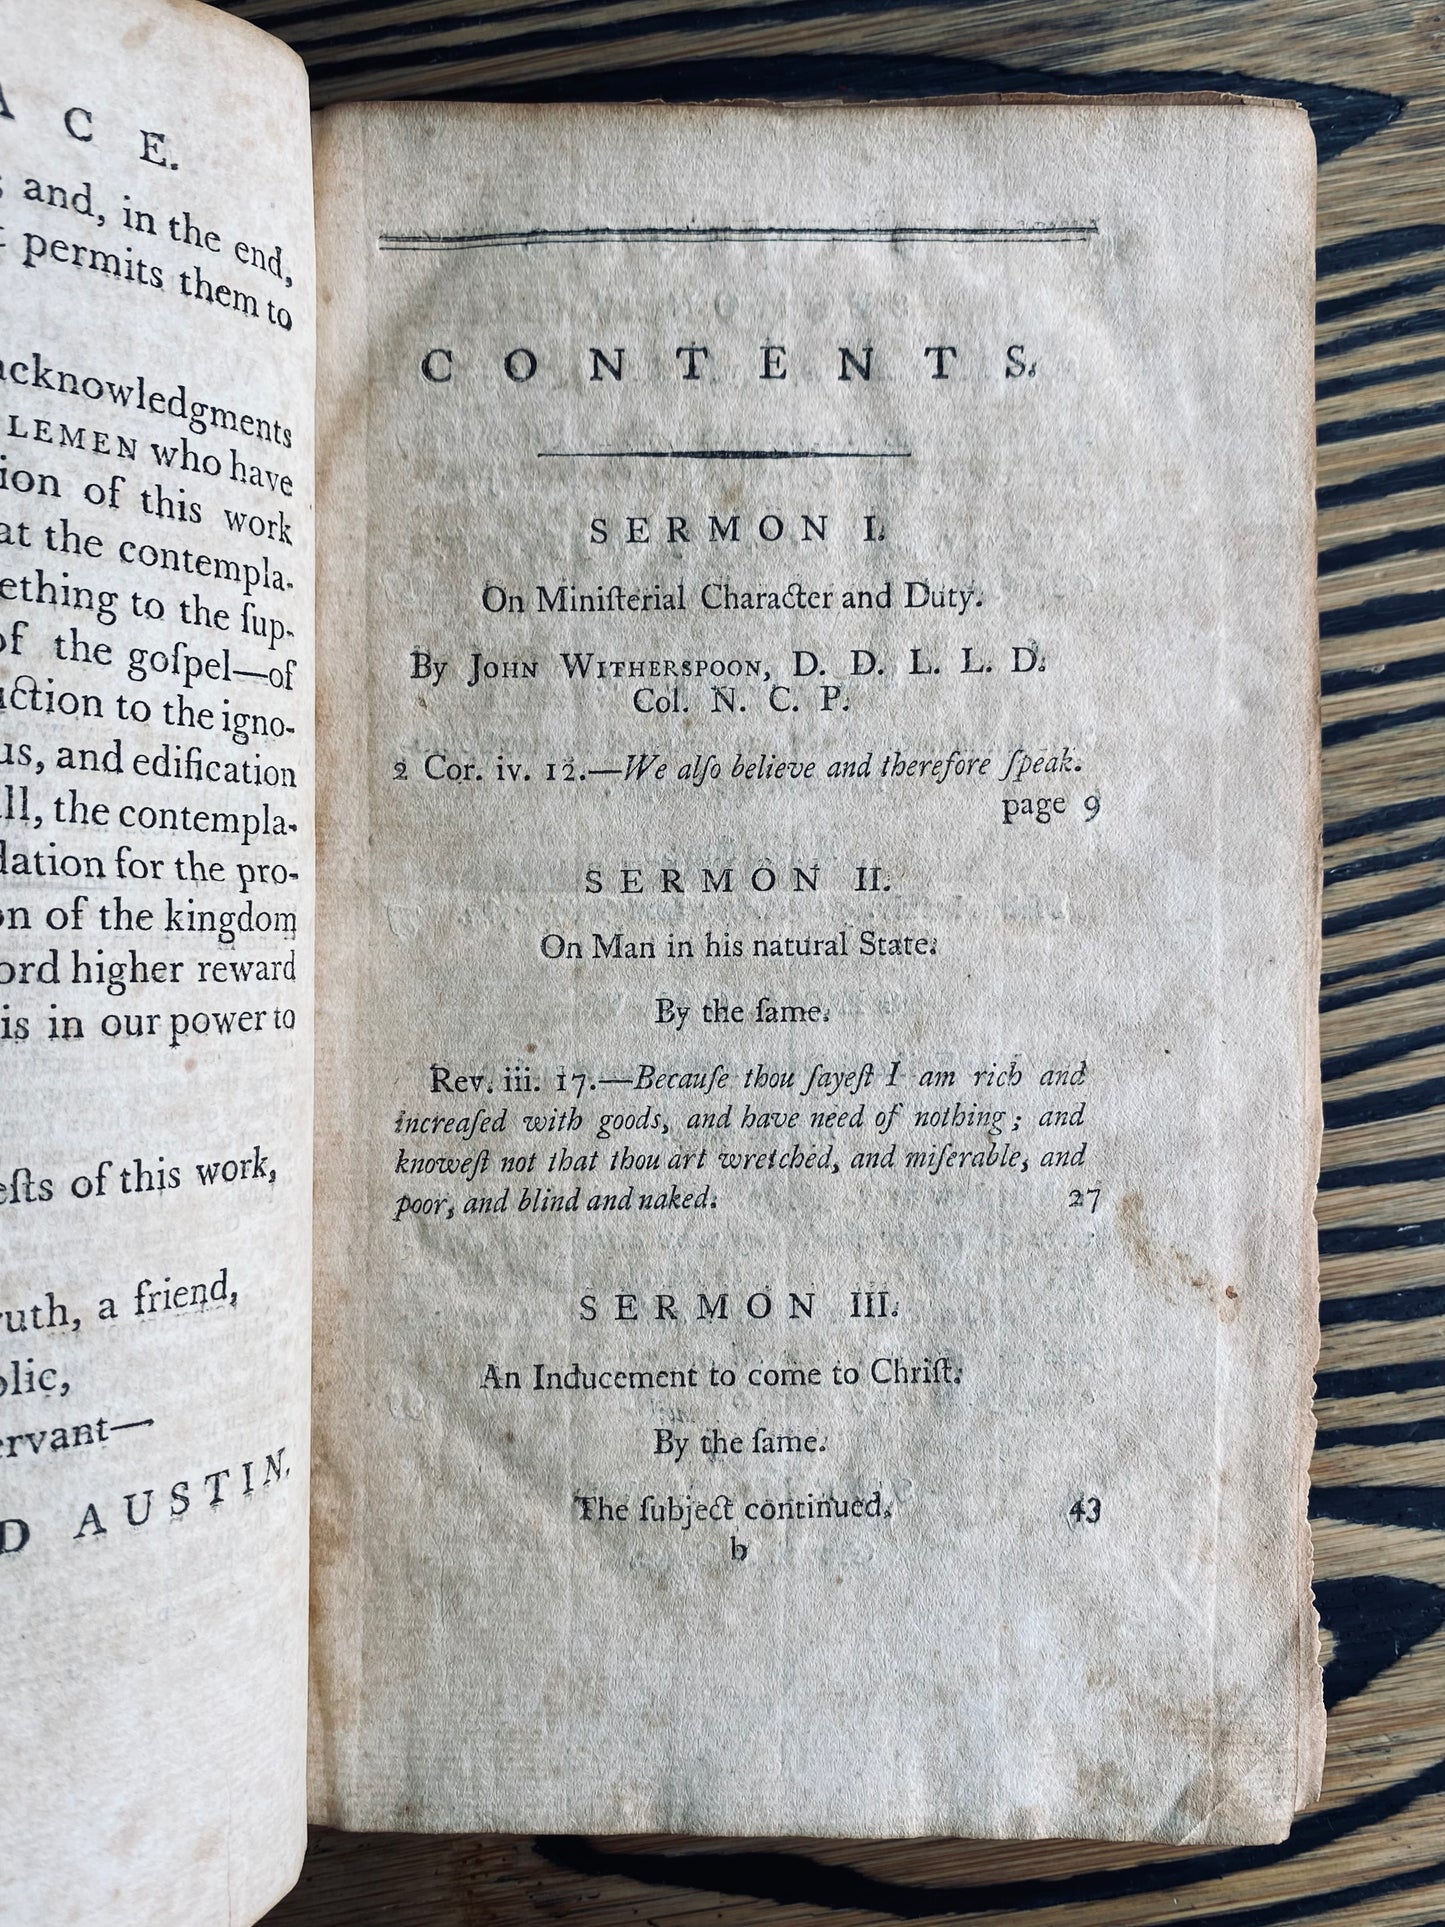 A C E.
; and, in the end,
permits them to
acknowledgments
LEMEN who have
ion of this work
at the contempla-
ething to the ſup-
of the goſpel—of
uction to the igno-
us, and edification
ll, the contempla-
dation for the pro-
on of the kingdom
ord higher reward
is in our power to
eſts of this work,
ruth, a friend,
blic,
ervant—
D AUSTIN.
CONTENTS.
SERMON I.
On Miniſterial Character and Duty.
By JOHN WITHERSPOON, D. D. L. L. D.
Col. N. C. P.
2 Cor. iv. 12.—We alſo believe and therefore ſpeak.
page 9
SERMON II.
On Man in his natural State.
By the ſame.
Rev. iii. 17.—Becauſe thou ſayeſt I am rich and
increaſed with goods, and have need of nothing; and
knoweſt not that thou art wretched, and miſerable, and
poor, and blind and naked. 27
SERMON III.
An Inducement to come to Chriſt.
By the ſame.
The ſubject continued. 43
b